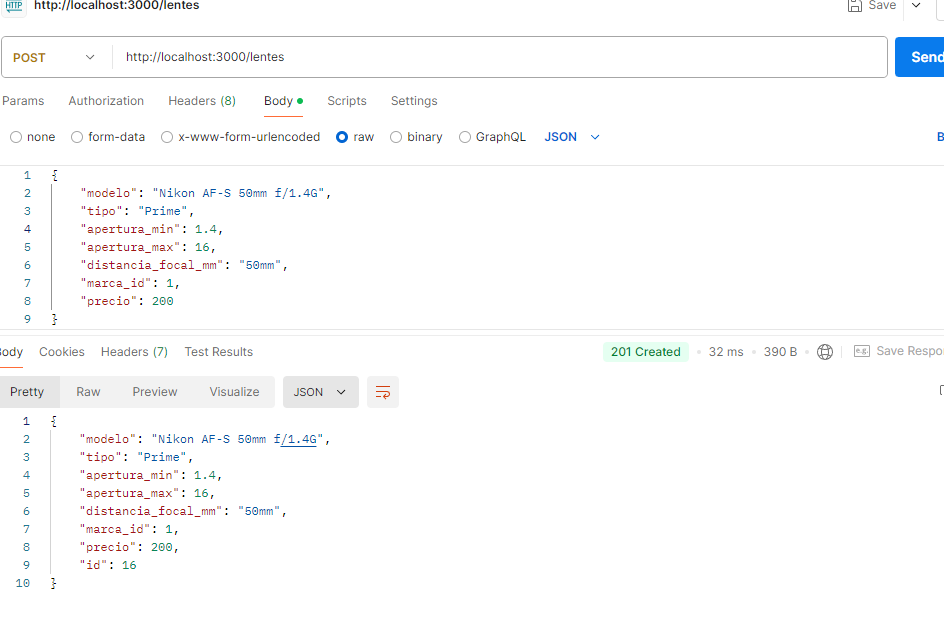 HTTP http://localhost:3000/lentes Save
POST http://localhost:3000/lentes Send
Params Authorization Headers (8) Body Scripts Settings
none form-data x-www-form-urlencoded raw binary GraphQL JSON B
1 {
2 "modelo": "Nikon AF-S 50mm f/1.4G",
3 "tipo": "Prime",
4 "apertura_min": 1.4,
5 "apertura_max": 16,
6 "distancia_focal_mm": "50mm",
7 "marca_id": 1,
8 "precio": 200
9 }
Body Cookies Headers (7) Test Results 201 Created 32 ms 390 B e.g. Save Respon
Pretty Raw Preview Visualize JSON
1 {
2 "modelo": "Nikon AF-S 50mm f/1.4G",
3 "tipo": "Prime",
4 "apertura_min": 1.4,
5 "apertura_max": 16,
6 "distancia_focal_mm": "50mm",
7 "marca_id": 1,
8 "precio": 200,
9 "id": 16
10 }